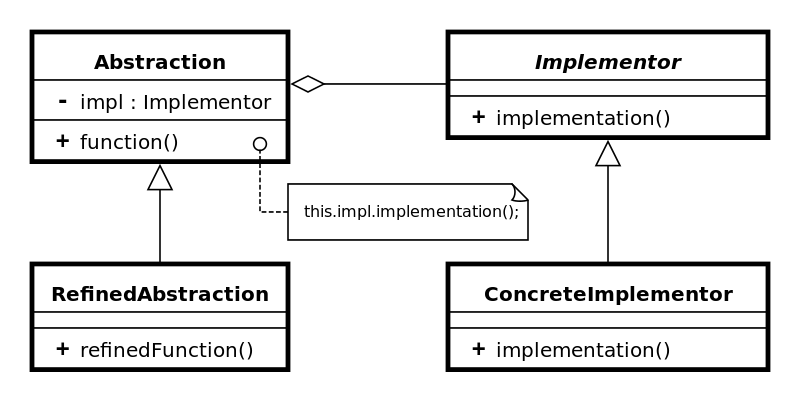 Abstraction
- impl : Implementor
+ function()
Implementor
+ implementation()
this.impl.implementation();
RefinedAbstraction
+ refinedFunction()
ConcreteImplementor
+ implementation()